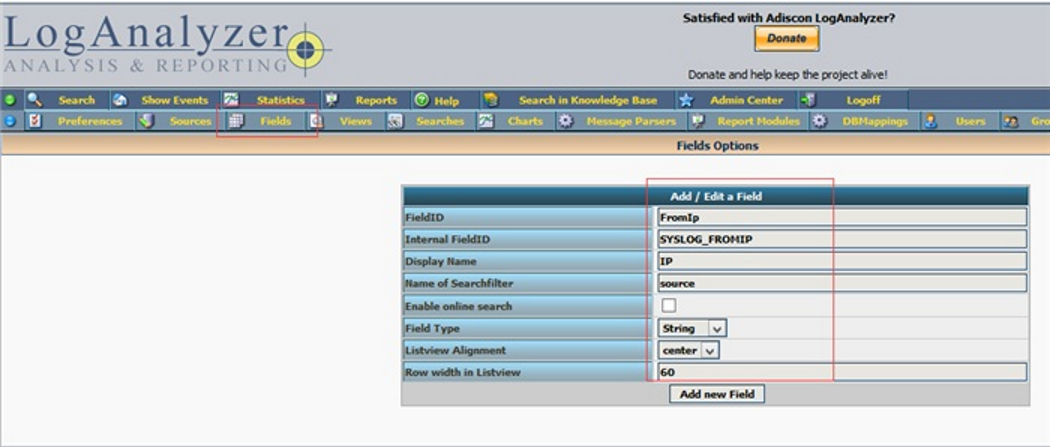 LogAnalyzer
ANALYSIS & REPORTING
Satisfied with Adiscon LogAnalyzer?
Donate
Donate and help keep the project alive!
Search Show Events Statistics Reports Help Search in Knowledge Base Admin Center Logoff
Preferences Sources Fields Views Searches Charts Message Parsers Report Modules DBMappings Users Gro
Fields Options
Add / Edit a Field
FieldID FromIp
Internal FieldID SYSLOG_FROMIP
Display Name IP
Name of Searchfilter source
Enable online search
Field Type String
Listview Alignment center
Row width in Listview 60
Add new Field